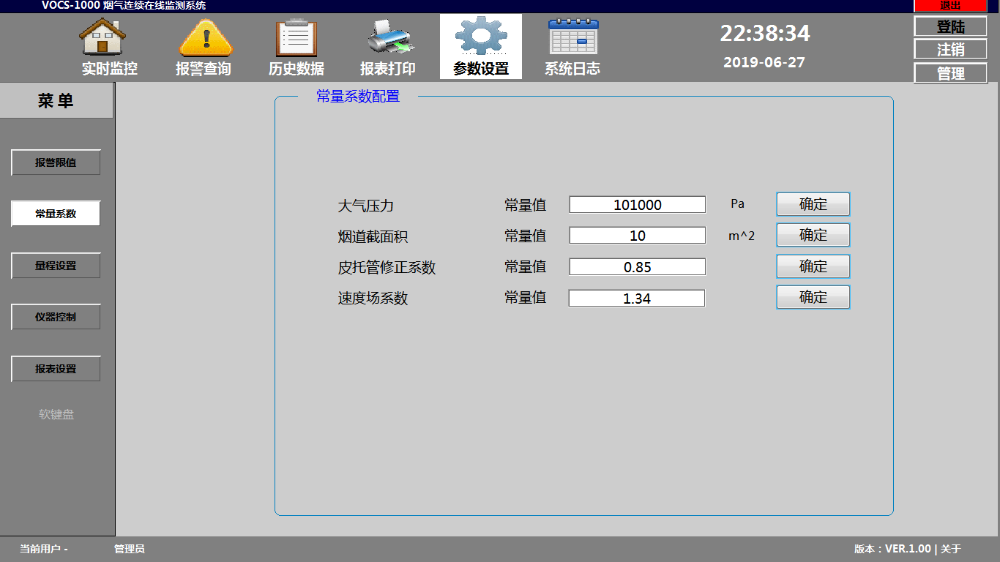 VOCS-1000 烟气连续在线监测系统
退出
实时监控
报警查询
历史数据
报表打印
参数设置
系统日志
22:38:34
2019-06-27
登陆
注销
管理
菜 单
报警限值
常量系数
量程设置
仪器控制
报表设置
软键盘
常量系数配置
大气压力 常量值 101000 Pa 确定
烟道截面积 常量值 10 m^2 确定
皮托管修正系数 常量值 0.85 确定
速度场系数 常量值 1.34 确定
当前用户 - 管理员
版本：VER.1.00 | 关于